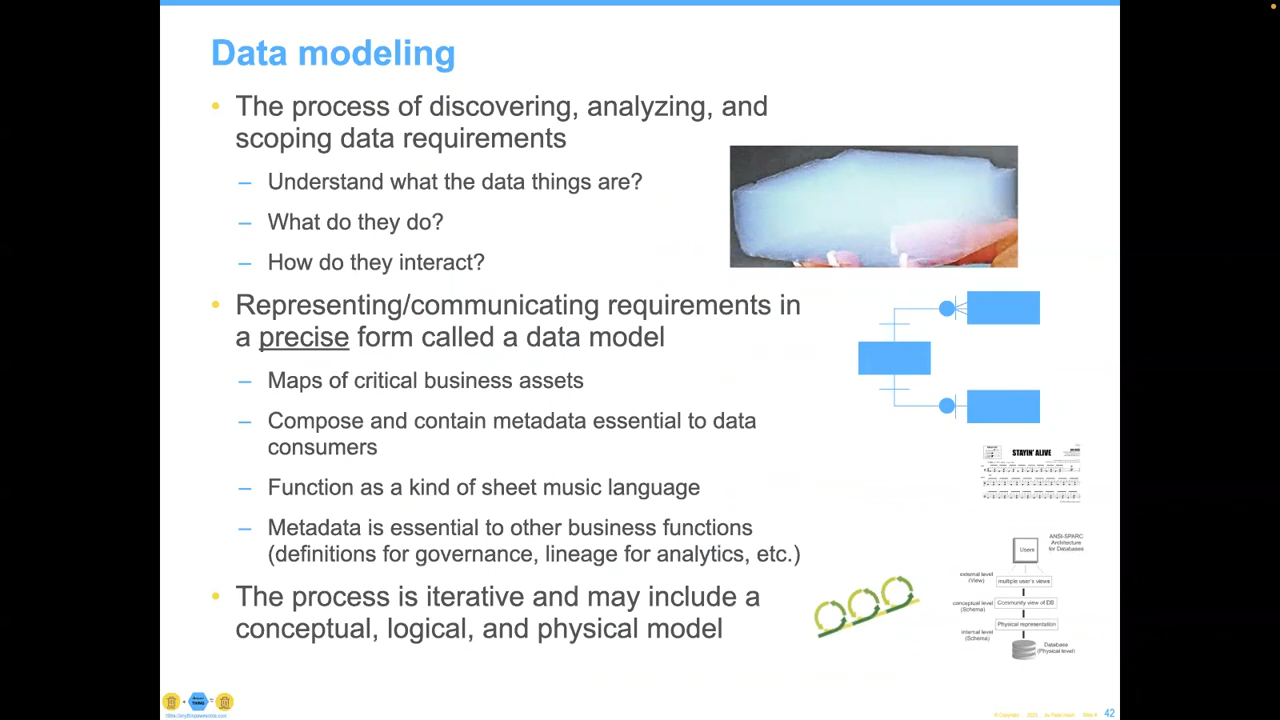 Data modeling
• The process of discovering, analyzing, and
scoping data requirements
– Understand what the data things are?
– What do they do?
– How do they interact?
• Representing/communicating requirements in
a precise form called a data model
– Maps of critical business assets
– Compose and contain metadata essential to data
consumers
– Function as a kind of sheet music language
– Metadata is essential to other business functions
(definitions for governance, lineage for analytics, etc.)
• The process is iterative and may include a
conceptual, logical, and physical model
STAYIN' ALIVE
ANSI-SPARC
Architecture
for Databases
Users
external level
(View)
multiple user's views
conceptual level
(Schema)
Community view of DB
internal level
(Schema)
Physical representation
Database
(Physical level)
© Copyright 2023
Slide #
42